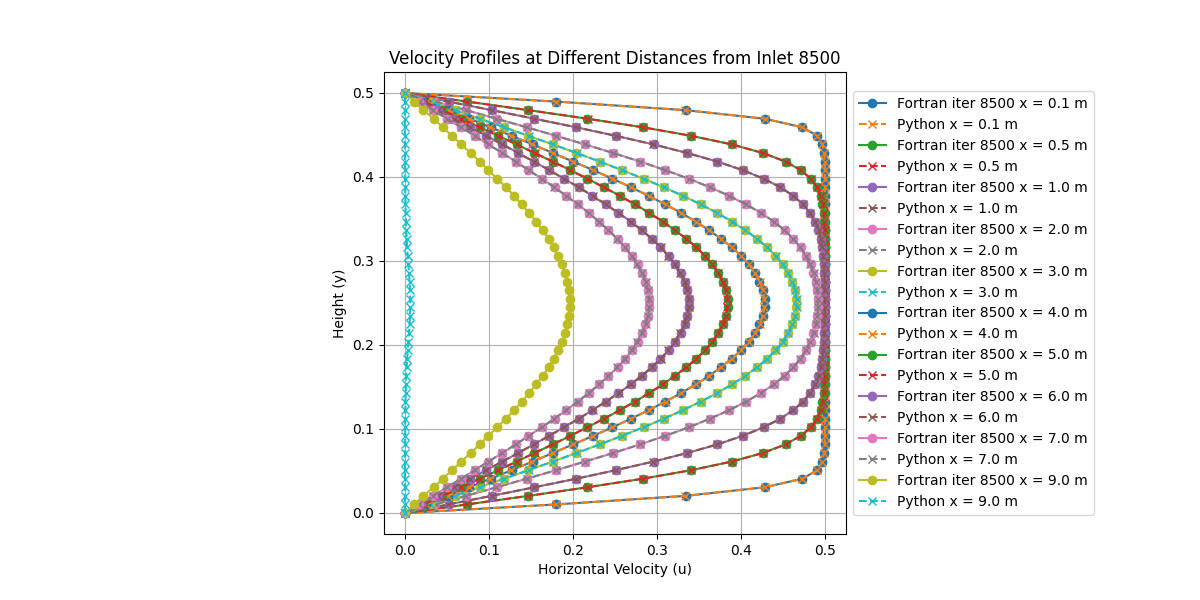 Velocity Profiles at Different Distances from Inlet 8500
0.5
0.4
0.3
0.2
0.1
0.0
Height (y)
0.0 0.1 0.2 0.3 0.4 0.5
Horizontal Velocity (u)
Fortran iter 8500 x = 0.1 m
Python x = 0.1 m
Fortran iter 8500 x = 0.5 m
Python x = 0.5 m
Fortran iter 8500 x = 1.0 m
Python x = 1.0 m
Fortran iter 8500 x = 2.0 m
Python x = 2.0 m
Fortran iter 8500 x = 3.0 m
Python x = 3.0 m
Fortran iter 8500 x = 4.0 m
Python x = 4.0 m
Fortran iter 8500 x = 5.0 m
Python x = 5.0 m
Fortran iter 8500 x = 6.0 m
Python x = 6.0 m
Fortran iter 8500 x = 7.0 m
Python x = 7.0 m
Fortran iter 8500 x = 9.0 m
Python x = 9.0 m